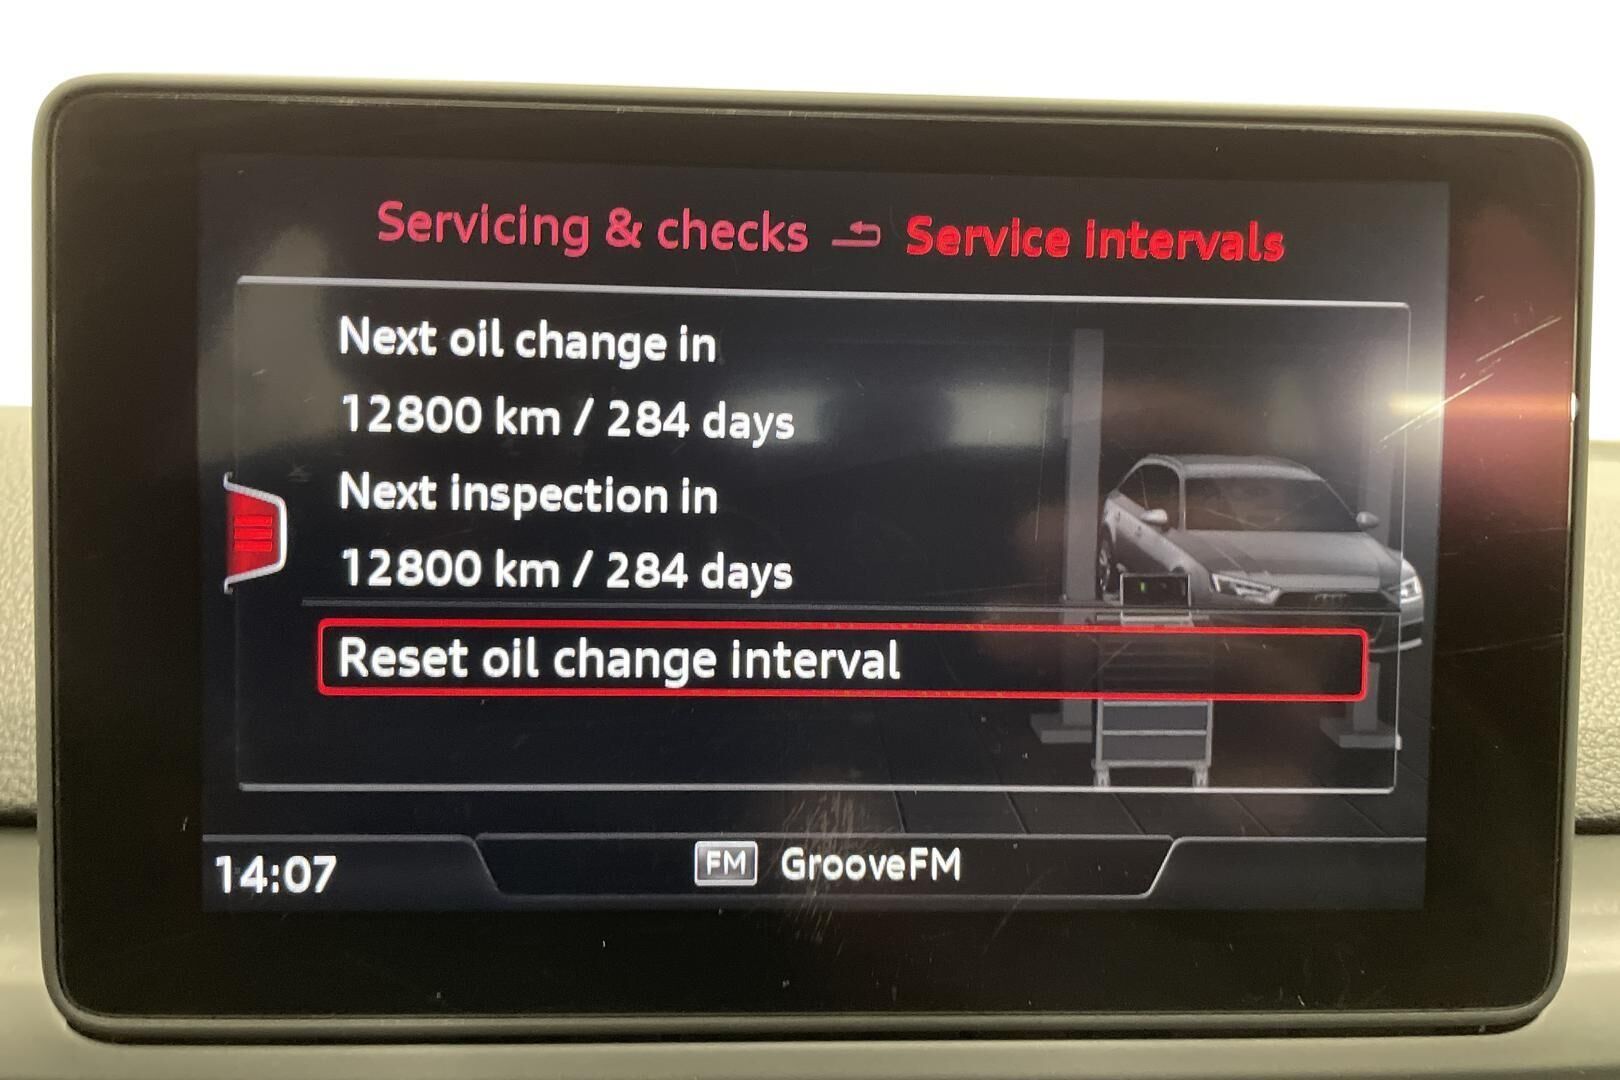 Servicing & checks Service intervals
Next oil change in
12800 km / 284 days
Next inspection in
12800 km / 284 days
Reset oil change interval
14:07 FM GrooveFM